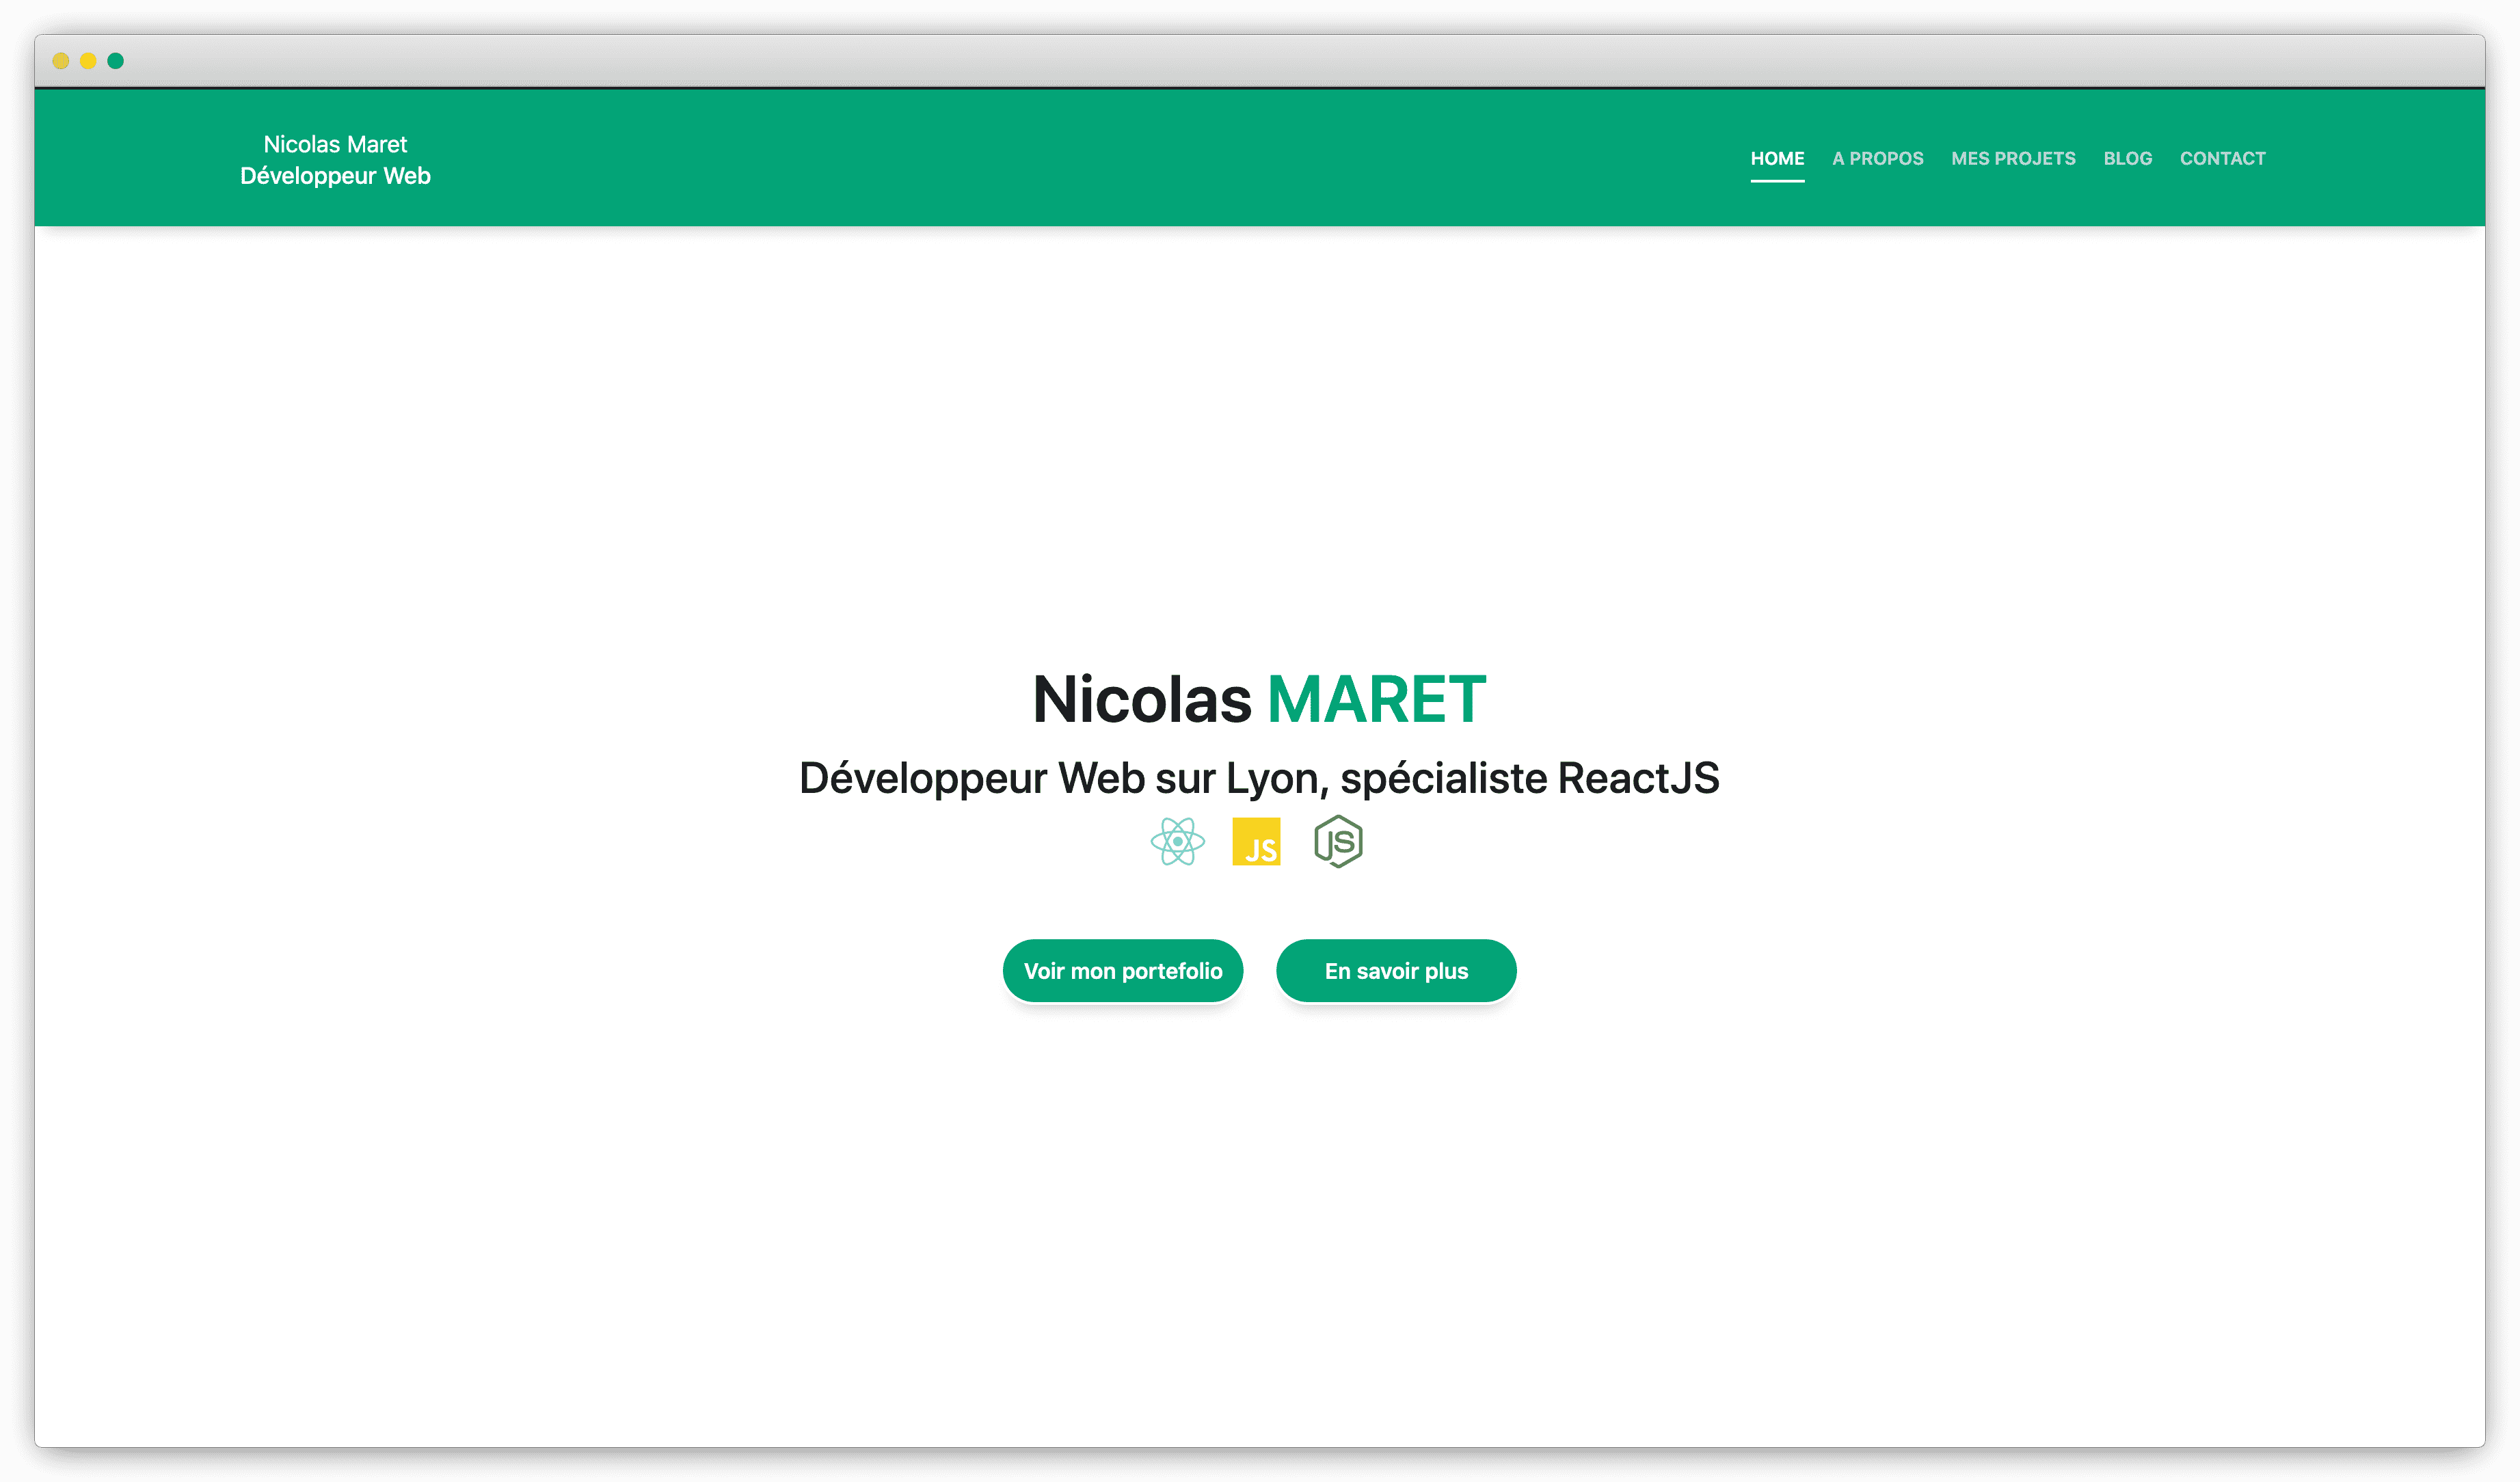 Nicolas Maret
Développeur Web
HOME A PROPOS MES PROJETS BLOG CONTACT
Nicolas MARET
Développeur Web sur Lyon, spécialiste ReactJS
JS JS
Voir mon portefolio En savoir plus